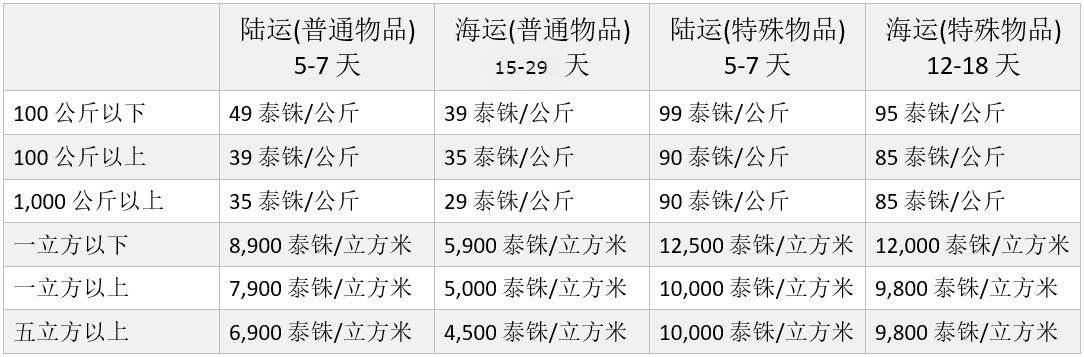 陆运(普通物品) 海运(普通物品) 陆运(特殊物品) 海运(特殊物品)
5-7 天 15-29 天 5-7 天 12-18 天
100 公斤以下 49 泰铢/公斤 39 泰铢/公斤 99 泰铢/公斤 95 泰铢/公斤
100 公斤以上 39 泰铢/公斤 35 泰铢/公斤 90 泰铢/公斤 85 泰铢/公斤
1,000 公斤以上 35 泰铢/公斤 29 泰铢/公斤 90 泰铢/公斤 85 泰铢/公斤
一立方以下 8,900 泰铢/立方米 5,900 泰铢/立方米 12,500 泰铢/立方米 12,000 泰铢/立方米
一立方以上 7,900 泰铢/立方米 5,000 泰铢/立方米 10,000 泰铢/立方米 9,800 泰铢/立方米
五立方以上 6,900 泰铢/立方米 4,500 泰铢/立方米 10,000 泰铢/立方米 9,800 泰铢/立方米